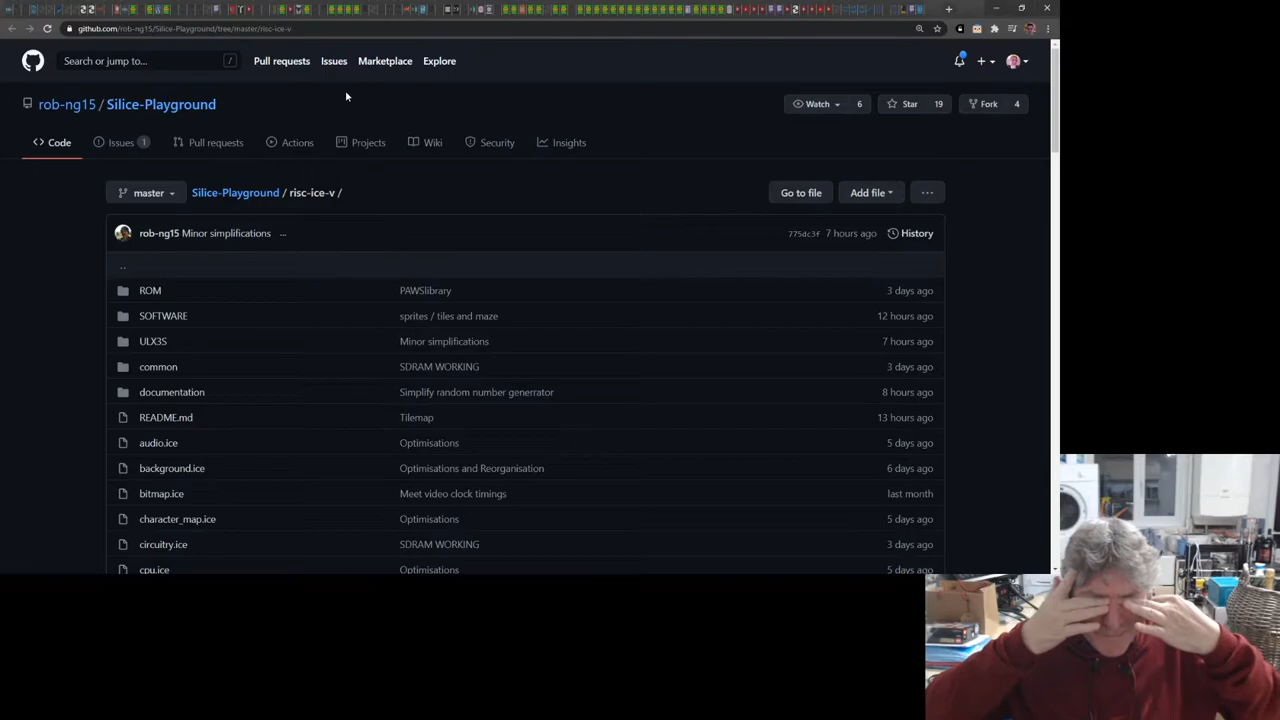 github.com/rob-ng15/Silice-Playground/tree/master/risc-ice-v
Search or jump to... /
Pull requests Issues Marketplace Explore
rob-ng15 / Silice-Playground
Watch 6 Star 19 Fork 4
Code Issues 1 Pull requests Actions Projects Wiki Security Insights
master Silice-Playground / risc-ice-v / Go to file Add file ...
rob-ng15 Minor simplifications ... 775dc3f 7 hours ago History
..
ROM PAWSlibrary 3 days ago
SOFTWARE sprites / tiles and maze 12 hours ago
ULX3S Minor simplifications 7 hours ago
common SDRAM WORKING 3 days ago
documentation Simplify random number generrator 8 hours ago
README.md Tilemap 13 hours ago
audio.ice Optimisations 5 days ago
background.ice Optimisations and Reorganisation 6 days ago
bitmap.ice Meet video clock timings last month
character_map.ice Optimisations 5 days ago
circuitry.ice SDRAM WORKING 3 days ago
cpu.ice Optimisations 5 days ago